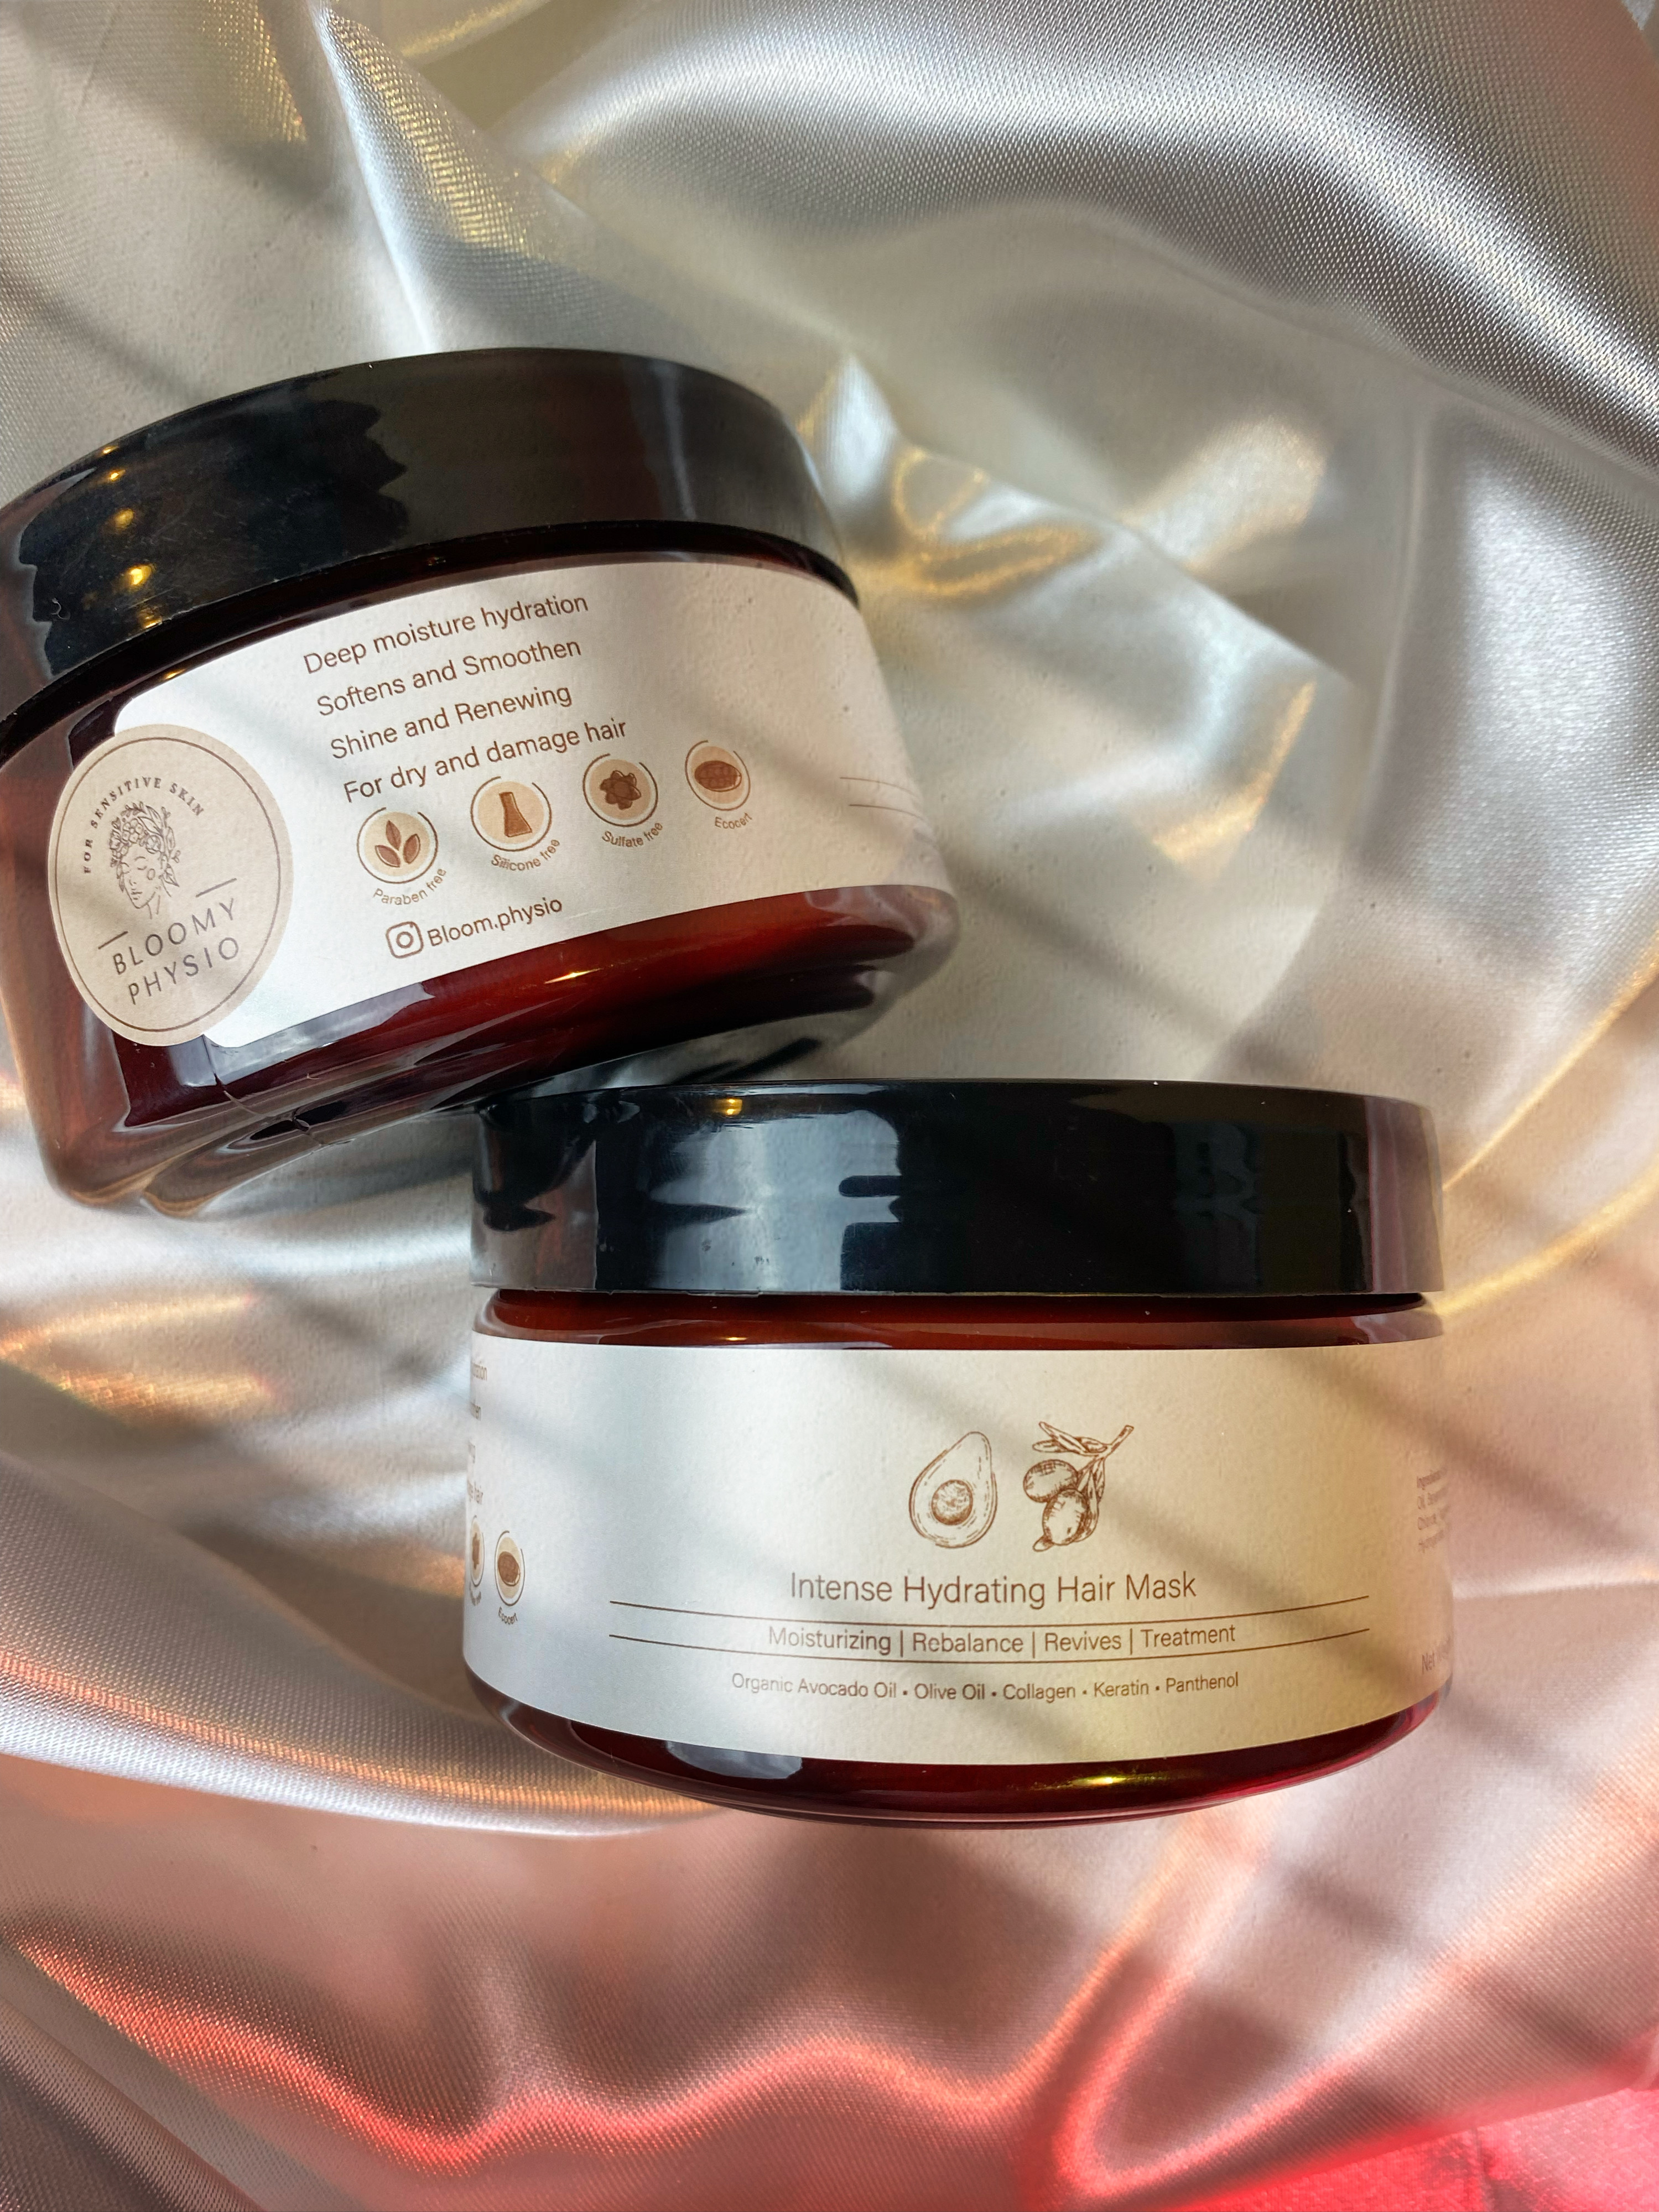 Deep moisture hydration
Softens and Smoothen
Shine and Renewing
For dry and damage hair
Paraben free
Silicone free
Sulfate free
Ecocert
Bloom.physio
FOR SENSITIVE SKIN
BLOOMY
PHYSIO
Intense Hydrating Hair Mask
Moisturizing | Rebalance | Revives | Treatment
Organic Avocado Oil • Olive Oil • Collagen • Keratin • Panthenol
Ecocert
Net